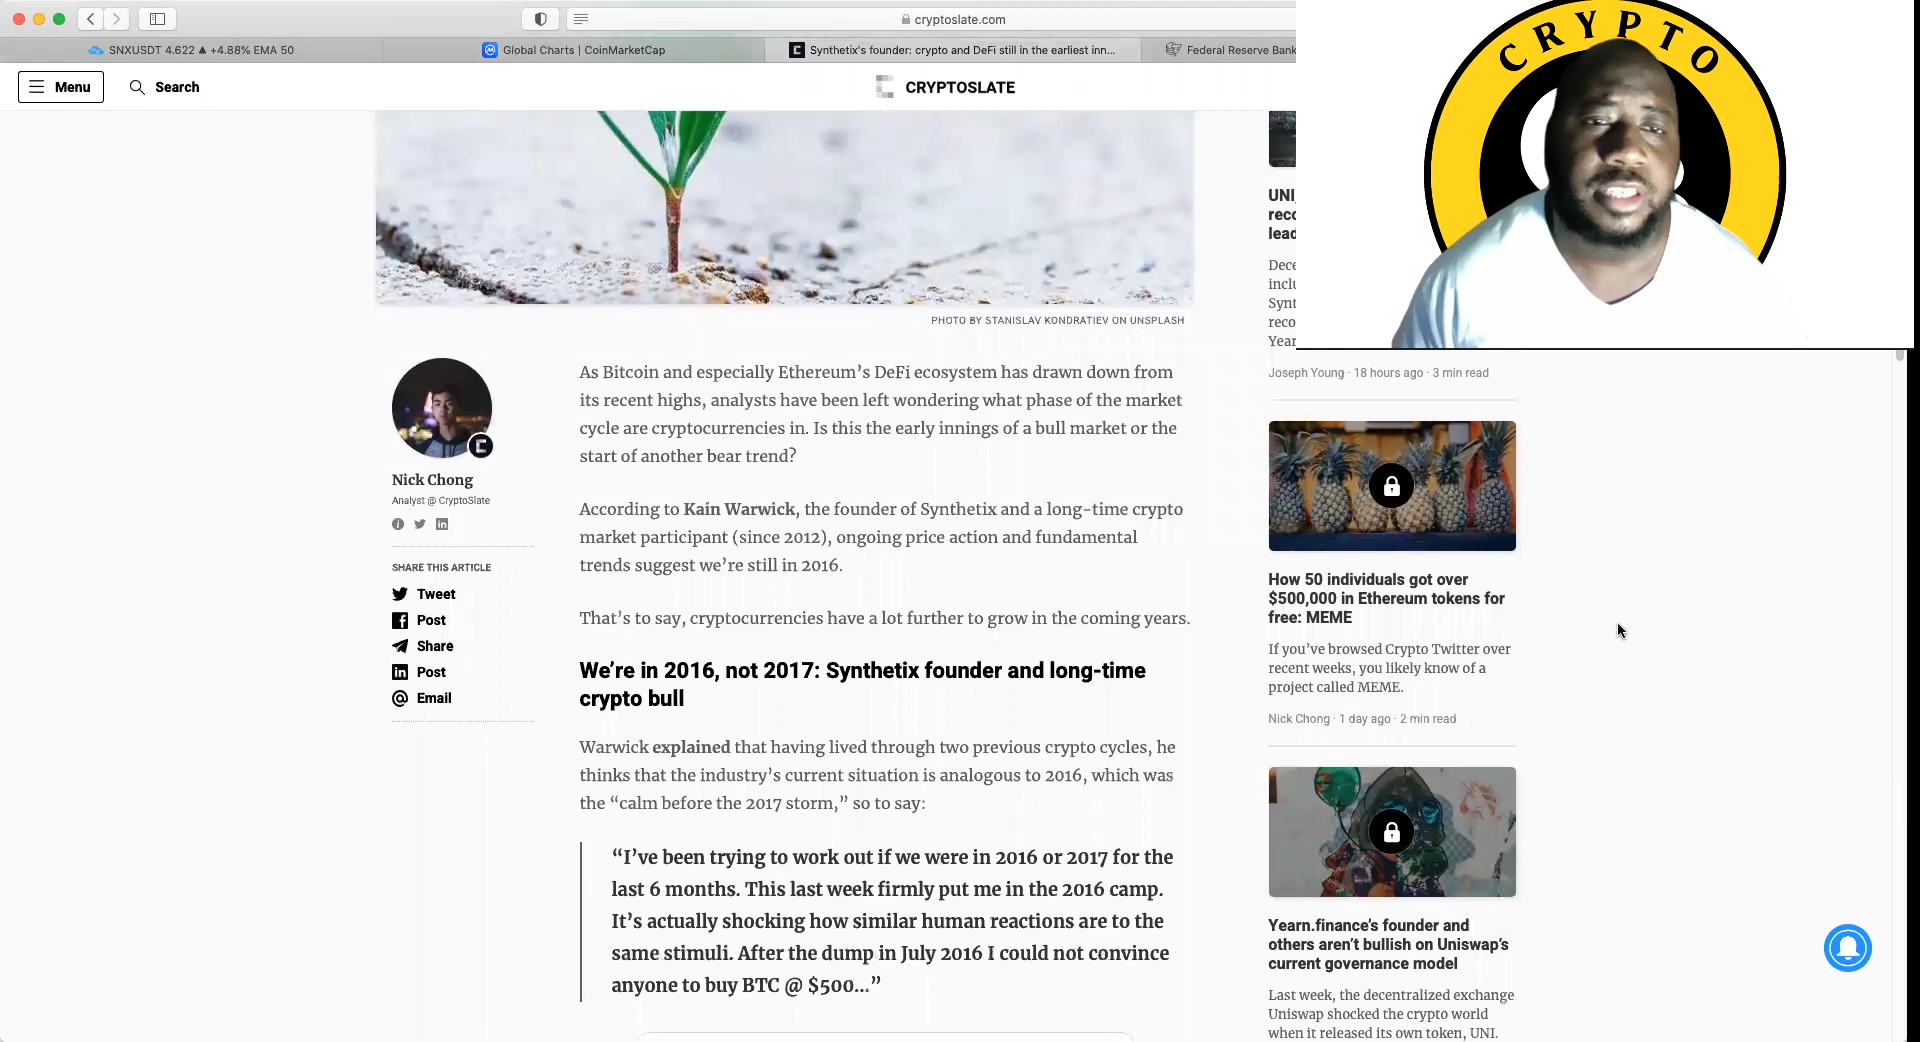 cryptoslate.com
SNXUSDT 4.622 ▲ +4.88% EMA 50
Global Charts | CoinMarketCap
Synthetix's founder: crypto and DeFi still in the earliest inn...
Federal Reserve Bank
Menu
Search
CRYPTOSLATE
CRYPTO
PHOTO BY STANISLAV KONDRATIEV ON UNSPLASH
Nick Chong
Analyst @ CryptoSlate
SHARE THIS ARTICLE
Tweet
Post
Share
Post
Email
As Bitcoin and especially Ethereum’s DeFi ecosystem has drawn down from
its recent highs, analysts have been left wondering what phase of the market
cycle are cryptocurrencies in. Is this the early innings of a bull market or the
start of another bear trend?
According to Kain Warwick, the founder of Synthetix and a long-time crypto
market participant (since 2012), ongoing price action and fundamental
trends suggest we’re still in 2016.
That’s to say, cryptocurrencies have a lot further to grow in the coming years.
We’re in 2016, not 2017: Synthetix founder and long-time
crypto bull
Warwick explained that having lived through two previous crypto cycles, he
thinks that the industry’s current situation is analogous to 2016, which was
the “calm before the 2017 storm,” so to say:
“I’ve been trying to work out if we were in 2016 or 2017 for the
last 6 months. This last week firmly put me in the 2016 camp.
It’s actually shocking how similar human reactions are to the
same stimuli. After the dump in July 2016 I could not convince
anyone to buy BTC @ $500…”
UNI,
Joseph Young · 18 hours ago · 3 min read
How 50 individuals got over
$500,000 in Ethereum tokens for
free: MEME
If you’ve browsed Crypto Twitter over
recent weeks, you likely know of a
project called MEME.
Nick Chong · 1 day ago · 2 min read
Yearn.finance’s founder and
others aren’t bullish on Uniswap’s
current governance model
Last week, the decentralized exchange
Uniswap shocked the crypto world
when it released its own token, UNI.